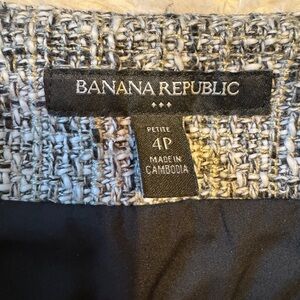 BANANA REPUBLIC
PETITE
4P
MADE IN
CAMBODIA